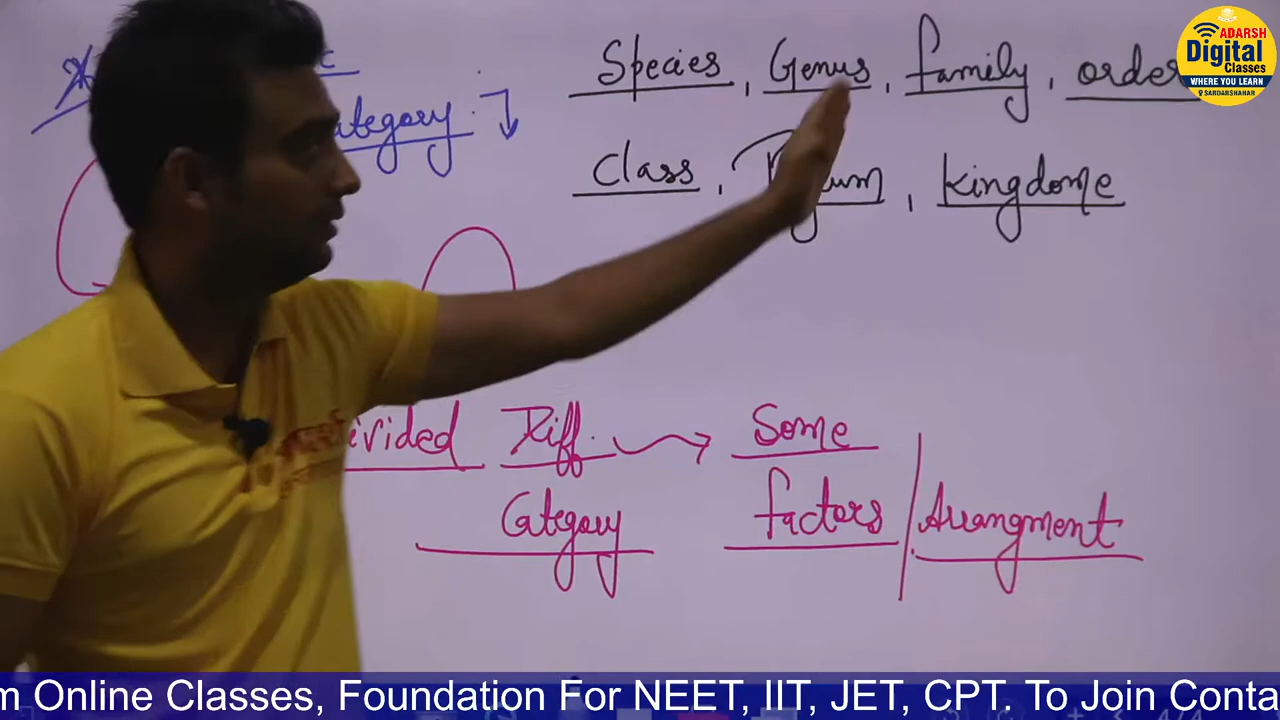 Species, Genus, family, order
ategory
Class, kingdome
ivided Diff. Some
Category factors Arrangment
ADARSH
Digital
Classes
WHERE YOU LEARN
SARDARSHAHAR
m Online Classes, Foundation For NEET, IIT, JET, CPT. To Join Conta